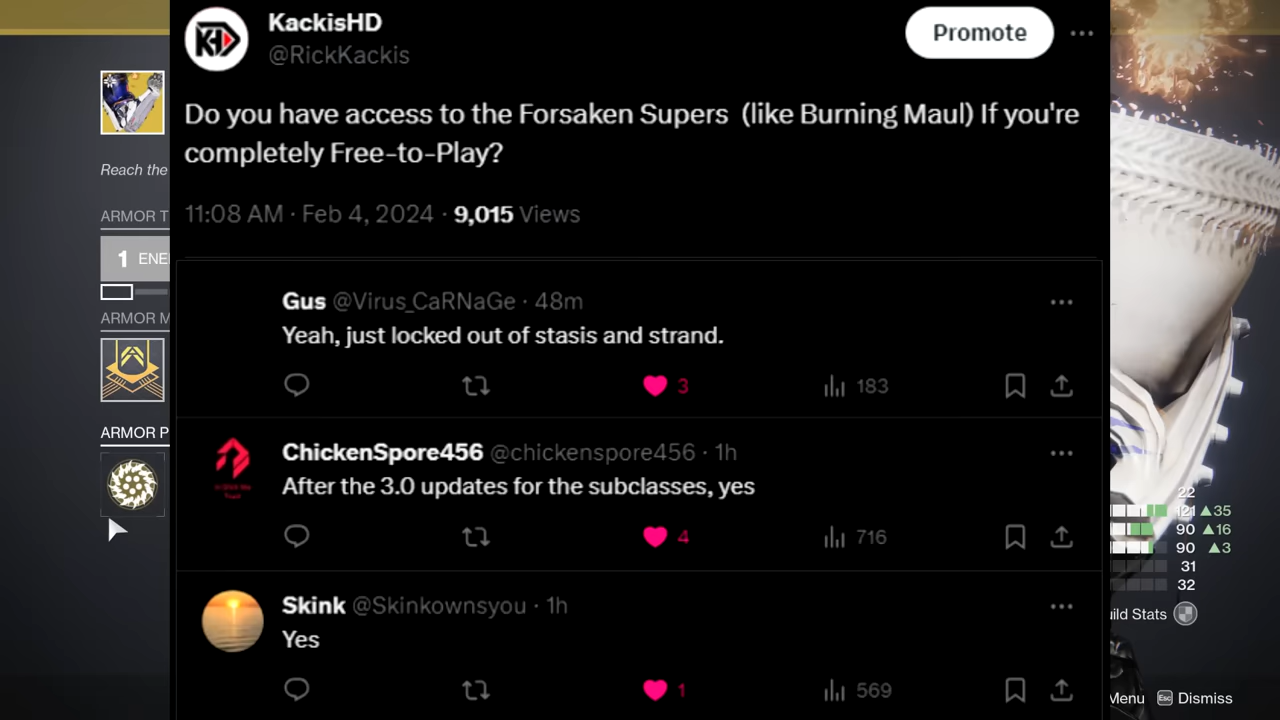 KackisHD
@RickKackis
Promote
Do you have access to the Forsaken Supers (like Burning Maul) If you're
completely Free-to-Play?
11:08 AM · Feb 4, 2024 · 9,015 Views
Gus @Virus_CaRNaGe · 48m
Yeah, just locked out of stasis and strand.
3
183
ChickenSpore456 @chickenspore456 · 1h
After the 3.0 updates for the subclasses, yes
4
716
Skink @Skinkownsyou · 1h
Yes
1
569
Reach the
ARMOR T
1 ENE
ARMOR M
ARMOR P
22
121 ▲35
90 ▲16
90 ▲3
31
32
uild Stats
Menu
Esc Dismiss